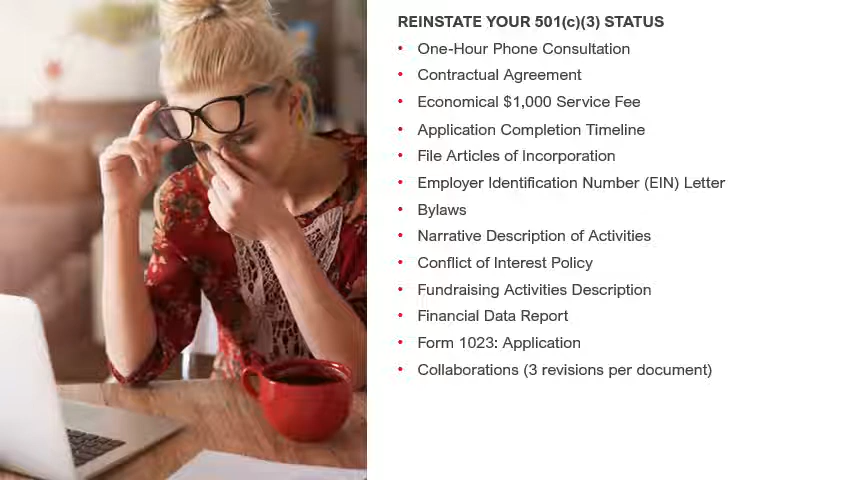 REINSTATE YOUR 501(c)(3) STATUS
• One-Hour Phone Consultation
• Contractual Agreement
• Economical $1,000 Service Fee
• Application Completion Timeline
• File Articles of Incorporation
• Employer Identification Number (EIN) Letter
• Bylaws
• Narrative Description of Activities
• Conflict of Interest Policy
• Fundraising Activities Description
• Financial Data Report
• Form 1023: Application
• Collaborations (3 revisions per document)